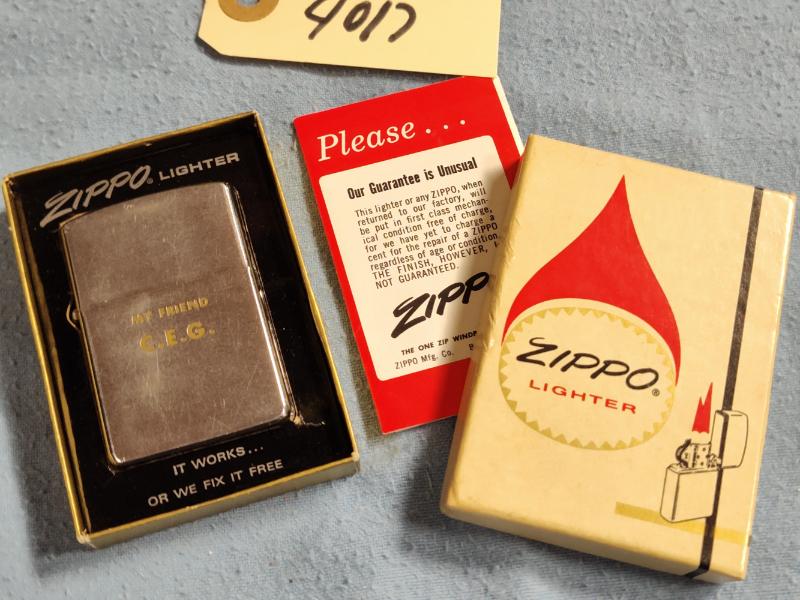 4017
ZIPPO® LIGHTER
MY FRIEND
C.E.G.
IT WORKS...
OR WE FIX IT FREE
Please...
Our Guarantee is Unusual
This lighter or any ZIPPO, when
returned to our factory, will
be put in first class mechan-
ical condition free of charge,
for we have yet to charge a
cent for the repair of a ZIPPO
regardless of age or condition.
THE FINISH, HOWEVER,
NOT GUARANTEED.
ZIPP
THE ONE ZIP
ZIPPO Mfg. Co. B
ZIPPO®
LIGHTER